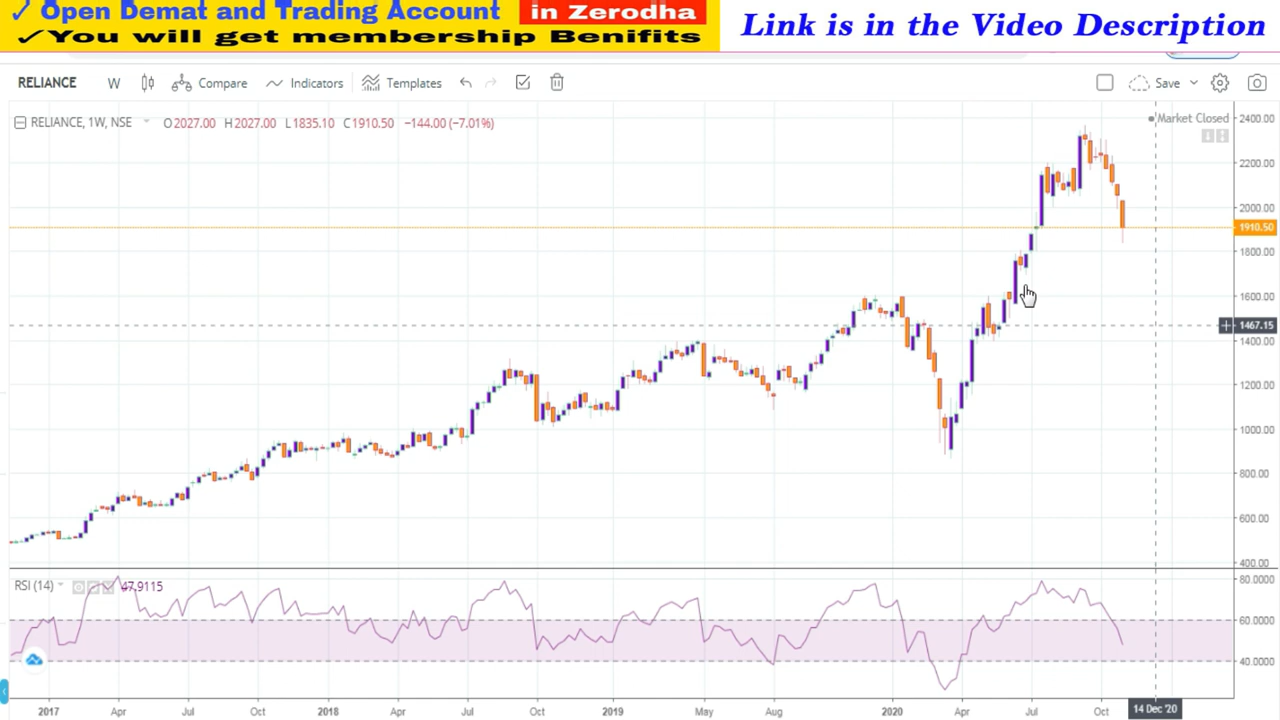 ✓ Open Demat and Trading Account in Zerodha
✓You will get membership Benifits
Link is in the Video Description
RELIANCE W Compare Indicators Templates Save
RELIANCE, 1W, NSE O2027.00 H2027.00 L1835.10 C1910.50 −144.00 (−7.01%)
Market Closed
2400.00
2200.00
2000.00
1910.50
1800.00
1600.00
1467.15
1400.00
1200.00
1000.00
800.00
600.00
400.00
RSI (14) 47.9115
80.0000
60.0000
40.0000
2017 Apr Jul Oct 2018 Apr Jul Oct 2019 May Aug 2020 Apr Jul Oct 14 Dec '20